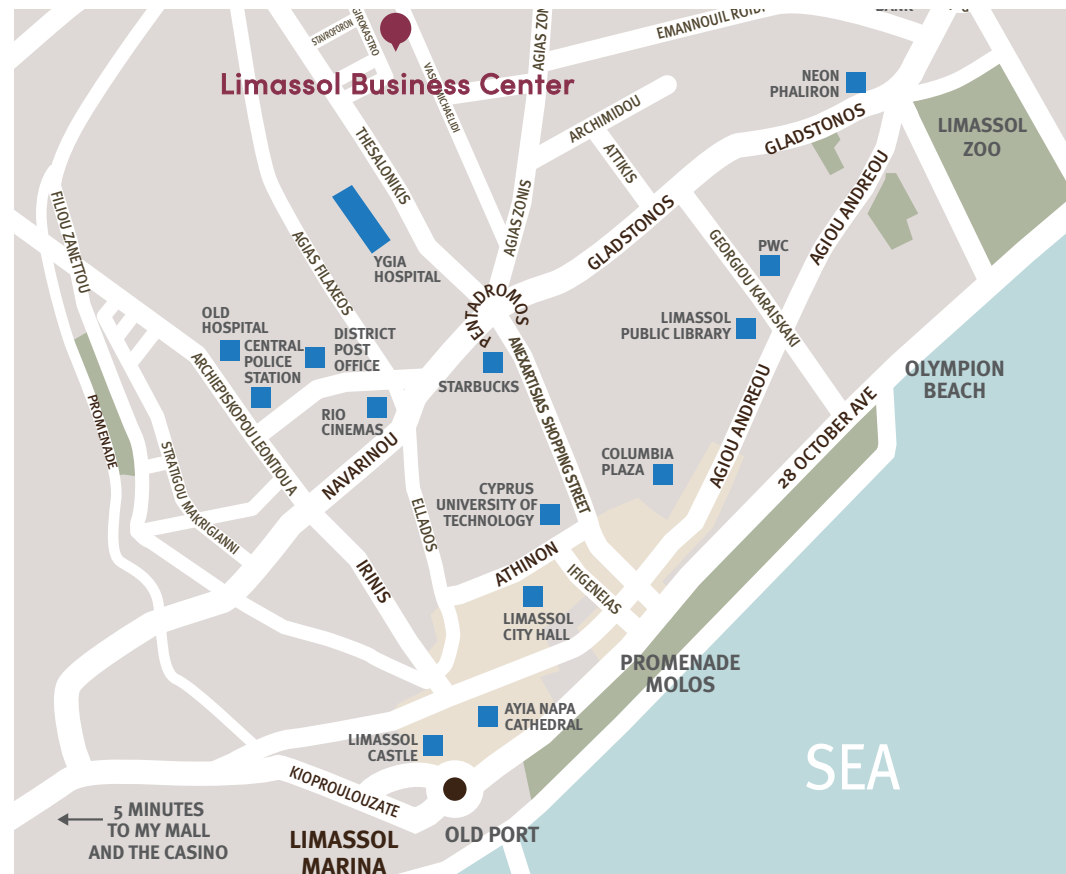 BANK
EMANNOUIL ROIDI
GIROKASTRO
STAVROFORON
AGIAS ZONIS
Limassol Business Center
VASILI MICHAELIDI
NEON
PHALIRON
ARCHIMIDOU
GLADSTONOS
LIMASSOL
ZOO
THESALONIKIS
ATTIKIS
AGIOU ANDREOU
FILIOU ZANETTOU
AGIAS ZONIS
GLADSTONOS
GEORGIOU KARAISKAKI
PWC
AGIAS FILAXEOS
YGIA
HOSPITAL
PENTADROMOS
OLD
HOSPITAL
CENTRAL
POLICE
STATION
DISTRICT
POST
OFFICE
LIMASSOL
PUBLIC LIBRARY
STARBUCKS
ANEXARTISIAS SHOPPING STREET
OLYMPION
BEACH
ARCHIEPISKOPOU LEONTIOU A
RIO
CINEMAS
PROMENADE
NAVARINOU
AGIOU ANDREOU
28 OCTOBER AVE
STRATIGOU MAKRIGIANNI
COLUMBIA
PLAZA
CYPRUS
UNIVERSITY OF
TECHNOLOGY
ELLADOS
ATHINON
IRINIS
IFIGENEIAS
LIMASSOL
CITY HALL
PROMENADE
MOLOS
AYIA NAPA
CATHEDRAL
LIMASSOL
CASTLE
SEA
KIOPROULOUZATE
5 MINUTES
TO MY MALL
AND THE CASINO
LIMASSOL
MARINA
OLD PORT